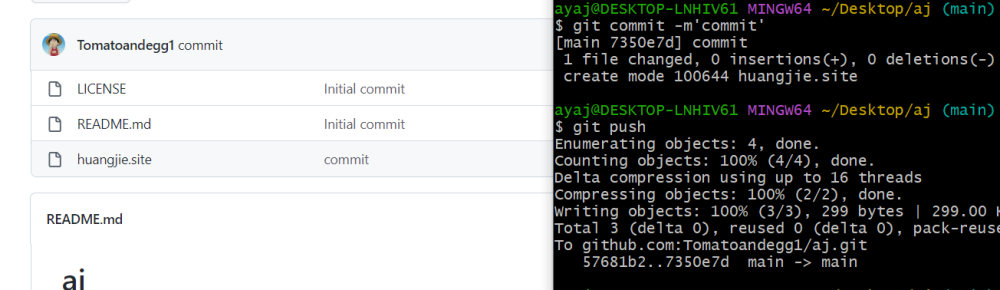 Tomatoandegg1 commit
LICENSE Initial commit
README.md Initial commit
huangjie.site commit
README.md
aj
ayaj@DESKTOP-LNHIV61 MINGW64 ~/Desktop/aj (main)
$ git commit -m'commit'
[main 7350e7d] commit
1 file changed, 0 insertions(+), 0 deletions(-)
create mode 100644 huangjie.site
ayaj@DESKTOP-LNHIV61 MINGW64 ~/Desktop/aj (main)
$ git push
Enumerating objects: 4, done.
Counting objects: 100% (4/4), done.
Delta compression using up to 16 threads
Compressing objects: 100% (2/2), done.
Writing objects: 100% (3/3), 299 bytes | 299.00 K
Total 3 (delta 0), reused 0 (delta 0), pack-reuse
To github.com:Tomatoandegg1/aj.git
57681b2..7350e7d main -> main